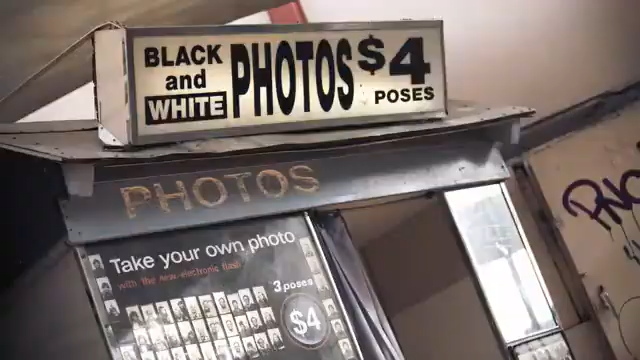 BLACK
and
WHITE
PHOTOS
$4
POSES
PHOTOS
Take your own photo
with the new electronic flash
3 poses
$4